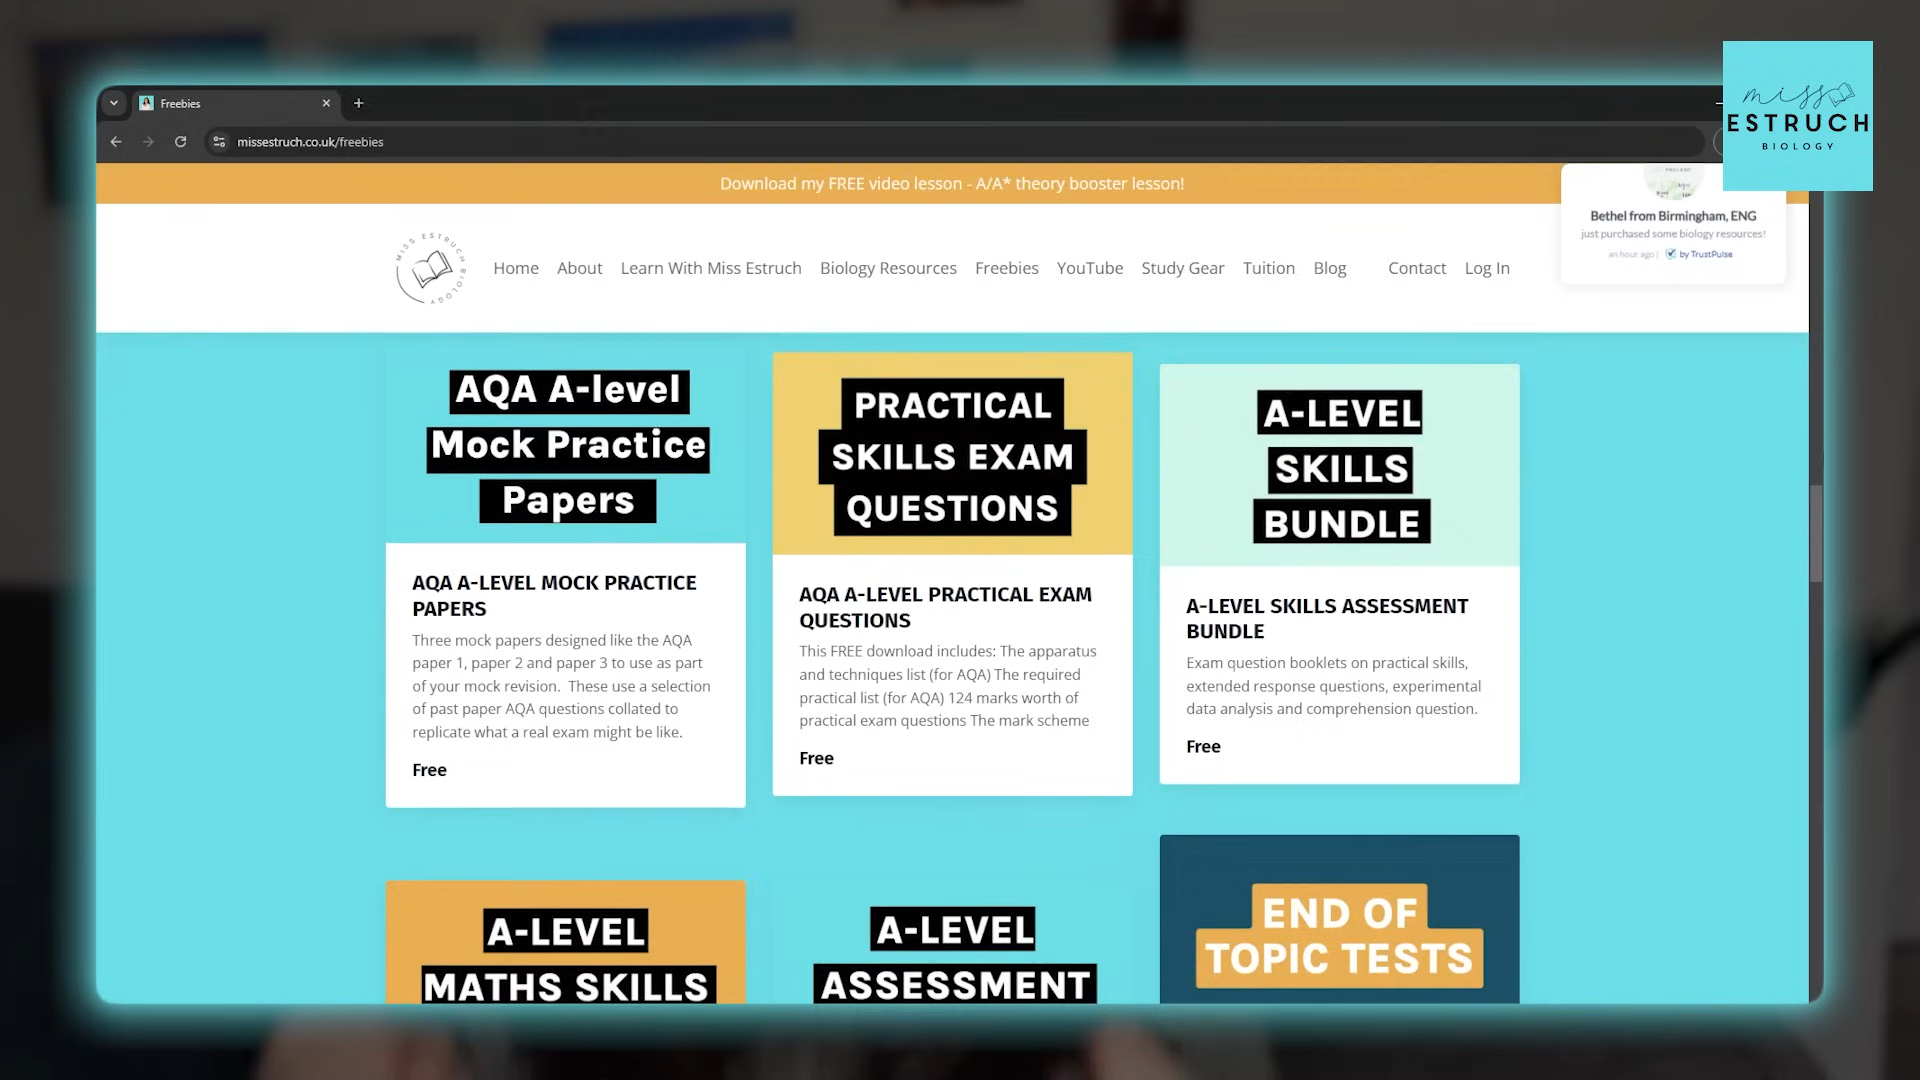 Freebies
missestruch.co.uk/freebies
miss
ESTRUCH
BIOLOGY
Download my FREE video lesson - A/A* theory booster lesson!
ENGLAND
Bethel from Birmingham, ENG
just purchased some biology resources!
an hour ago | by TrustPulse
MISS ESTRUCH BIOLOGY
Home About Learn With Miss Estruch Biology Resources Freebies YouTube Study Gear Tuition Blog Contact Log In
AQA A-level
Mock Practice
Papers
AQA A-LEVEL MOCK PRACTICE
PAPERS
Three mock papers designed like the AQA
paper 1, paper 2 and paper 3 to use as part
of your mock revision. These use a selection
of past paper AQA questions collated to
replicate what a real exam might be like.
Free
PRACTICAL
SKILLS EXAM
QUESTIONS
AQA A-LEVEL PRACTICAL EXAM
QUESTIONS
This FREE download includes: The apparatus
and techniques list (for AQA) The required
practical list (for AQA) 124 marks worth of
practical exam questions The mark scheme
Free
A-LEVEL
SKILLS
BUNDLE
A-LEVEL SKILLS ASSESSMENT
BUNDLE
Exam question booklets on practical skills,
extended response questions, experimental
data analysis and comprehension question.
Free
A-LEVEL
MATHS SKILLS
A-LEVEL
ASSESSMENT
END OF
TOPIC TESTS